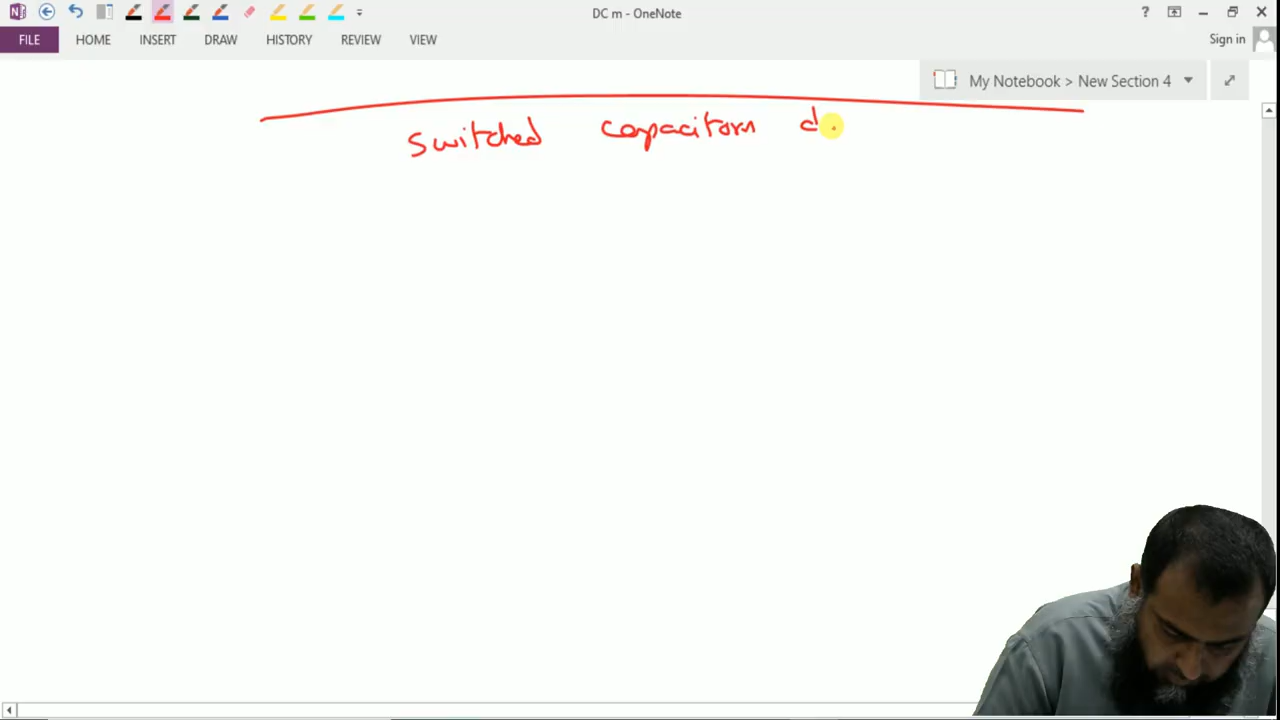 DC m - OneNote
FILE HOME INSERT DRAW HISTORY REVIEW VIEW
Sign in
My Notebook > New Section 4
switched capacitors d